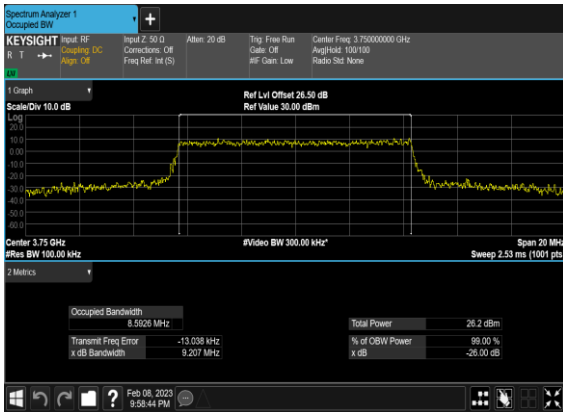 Spectrum Analyzer 1
Occupied BW
+
KEYSIGHT Input: RF Input Z: 50 Ω Atten: 20 dB Trig: Free Run Center Freq: 3.750000000 GHz
R T Coupling: DC Corrections: Off Gate: Off Avg|Hold: 100/100
Align: Off Freq Ref: Int (S) #IF Gain: Low Radio Std: None
LXI
1 Graph Ref Lvl Offset 26.50 dB
Scale/Div 10.0 dB Ref Value 30.00 dBm
Log
20.0
10.0
0.00
-10.0
-20.0
-30.0
-40.0
-50.0
-60.0
Center 3.75 GHz #Video BW 300.00 kHz* Span 20 MHz
#Res BW 100.00 kHz Sweep 2.53 ms (1001 pts
2 Metrics
Occupied Bandwidth
8.5926 MHz Total Power 26.2 dBm
Transmit Freq Error -13.038 kHz % of OBW Power 99.00 %
x dB Bandwidth 9.207 MHz x dB -26.00 dB
? Feb 08, 2023
9:58:44 PM